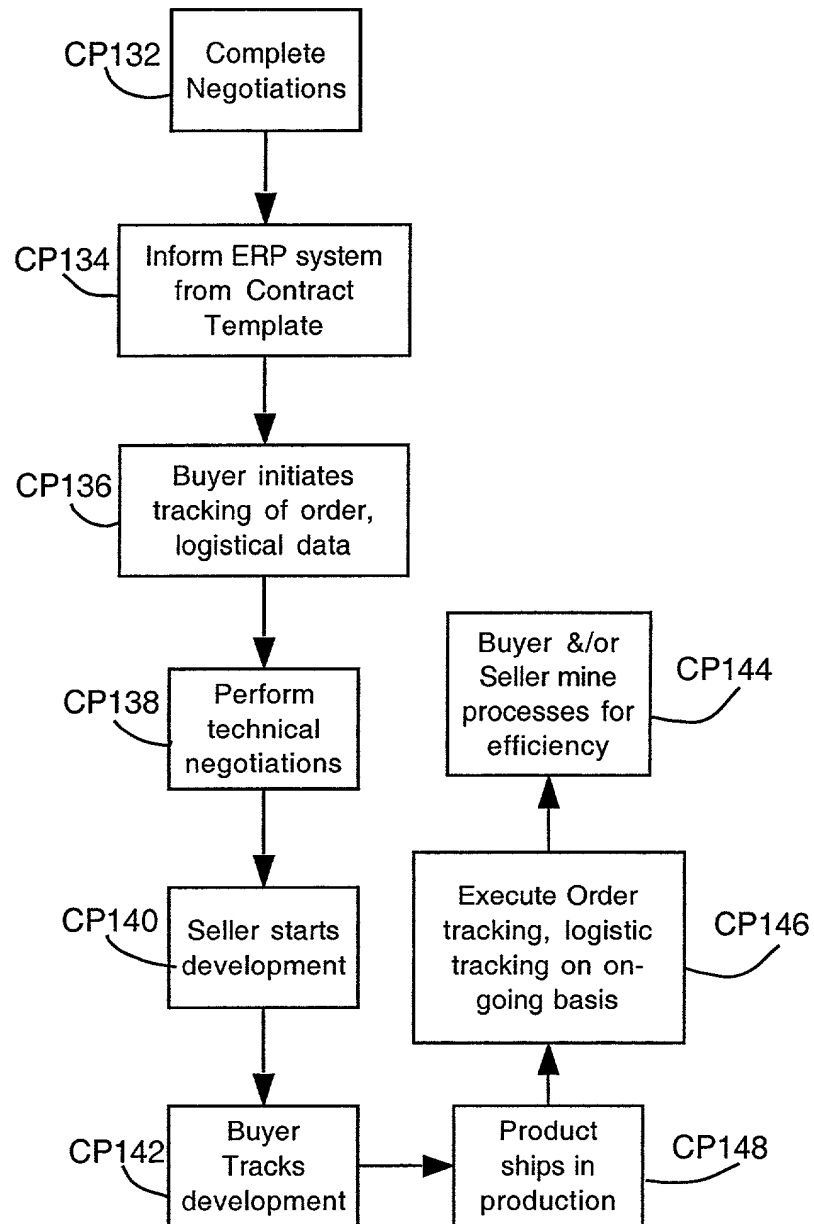 CP132
Complete
Negotiations
CP134
Inform ERP system
from Contract
Template
CP136
Buyer initiates
tracking of order,
logistical data
CP138
Perform
technical
negotiations
Buyer &/or
Seller mine
processes for
efficiency
CP144
CP140
Seller starts
development
Execute Order
tracking, logistic
tracking on on-
going basis
CP146
CP142
Buyer
Tracks
development
Product
ships in
production
CP148